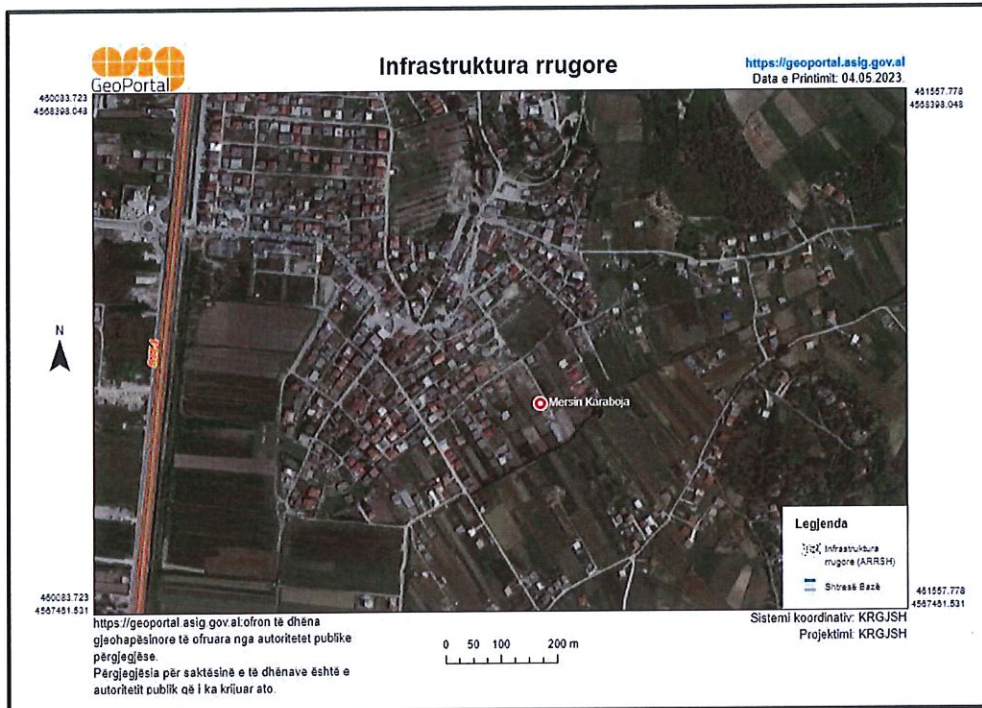 asig
GeoPortal
Infrastruktura rrugore
https://geoportal.asig.gov.al
Data e Printimit: 04.05.2023.
460083.723
4568398.048
461557.778
4568398.048
N
Mersin Karaboja
Legjenda
Infrastruktura
rrugore (ARRSH)
Shtresë Bazë
460083.723
4567461.531
461557.778
4567461.531
https://geoportal.asig.gov.al:ofron të dhëna
gjeohapësinore të ofruara nga autoritetet publike
përgjegjëse.
Përgjegjësia për saktësinë e të dhënave është e
autoritetit publik që i ka krijuar ato.
0 50 100 200 m
Sistemi koordinativ: KRGJSH
Projektimi: KRGJSH